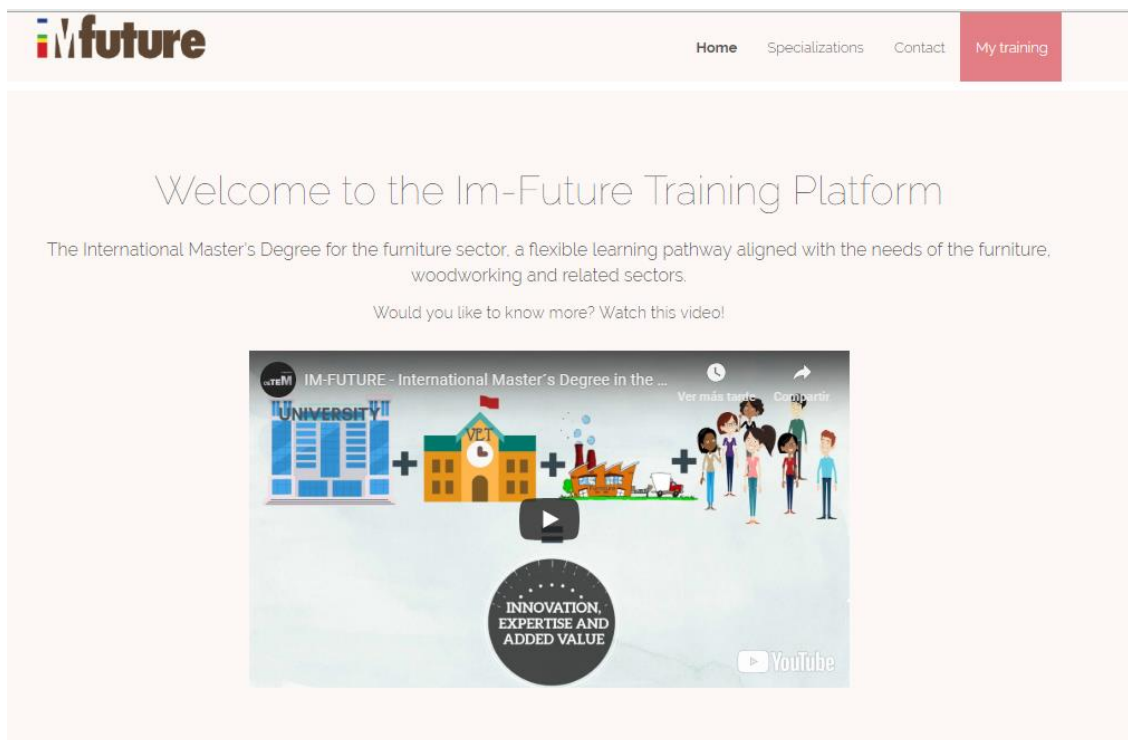 iMfuture
Home Specializations Contact My training
Welcome to the Im-Future Training Platform
The International Master's Degree for the furniture sector, a flexible learning pathway aligned with the needs of the furniture,
woodworking and related sectors.
Would you like to know more? Watch this video!
IM-FUTURE - International Master´s Degree in the ...
Ver más tarde Compartir
UNIVERSITY
VET
INNOVATION,
EXPERTISE AND
ADDED VALUE
YouTube